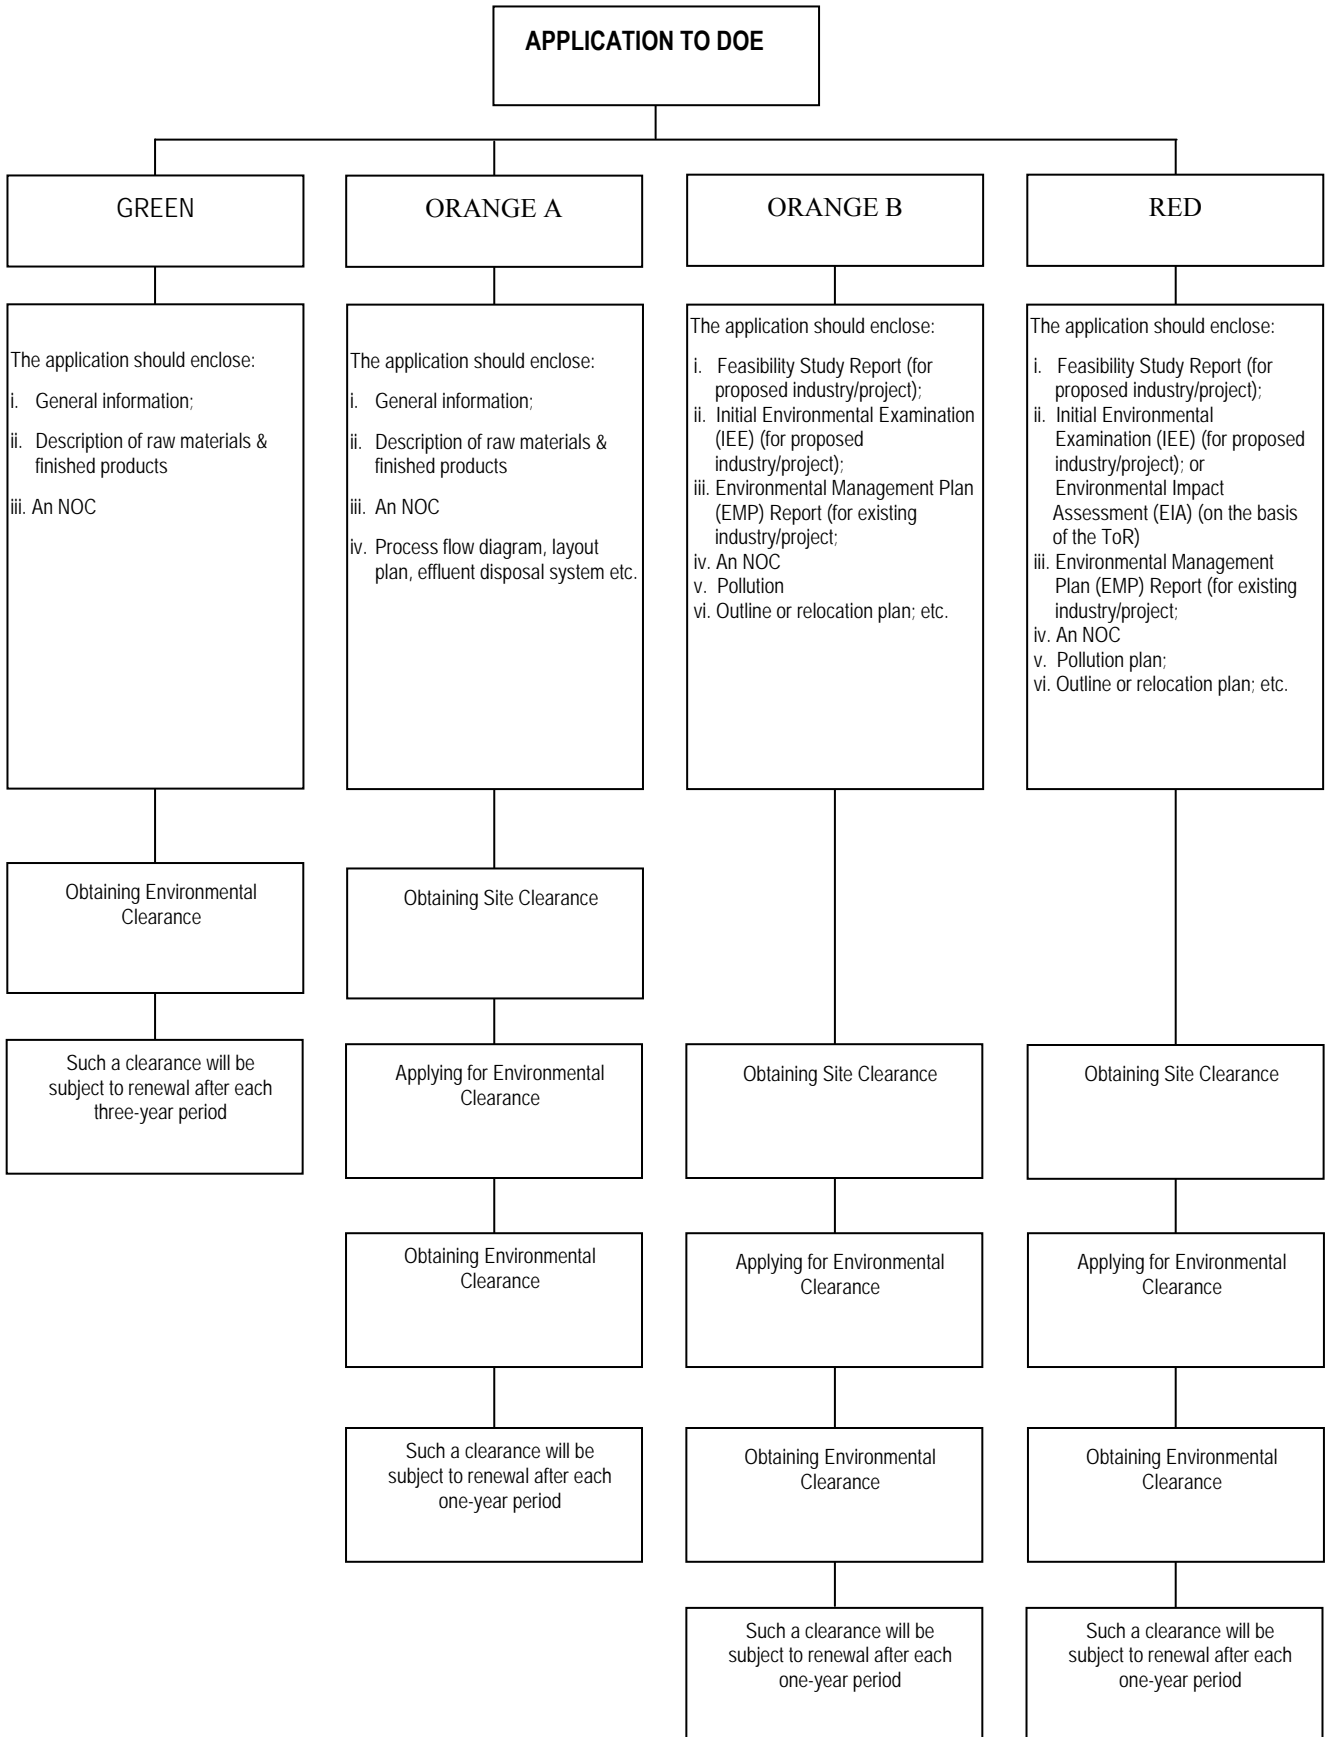 APPLICATION TO DOE
GREEN
ORANGE A
ORANGE B
RED
The application should enclose:
i. General information;
ii. Description of raw materials &
finished products
iii. An NOC
The application should enclose:
i. General information;
ii. Description of raw materials &
finished products
iii. An NOC
iv. Process flow diagram, layout
plan, effluent disposal system etc.
The application should enclose:
i. Feasibility Study Report (for
proposed industry/project);
ii. Initial Environmental Examination
(IEE) (for proposed
industry/project);
iii. Environmental Management Plan
(EMP) Report (for existing
industry/project;
iv. An NOC
v. Pollution
vi. Outline or relocation plan; etc.
The application should enclose:
i. Feasibility Study Report (for
proposed industry/project);
ii. Initial Environmental
Examination (IEE) (for proposed
industry/project); or
Environmental Impact
Assessment (EIA) (on the basis
of the ToR)
iii. Environmental Management
Plan (EMP) Report (for existing
industry/project;
iv. An NOC
v. Pollution plan;
vi. Outline or relocation plan; etc.
Obtaining Environmental
Clearance
Obtaining Site Clearance
Such a clearance will be
subject to renewal after each
three-year period
Applying for Environmental
Clearance
Obtaining Site Clearance
Obtaining Site Clearance
Obtaining Environmental
Clearance
Applying for Environmental
Clearance
Applying for Environmental
Clearance
Such a clearance will be
subject to renewal after each
one-year period
Obtaining Environmental
Clearance
Obtaining Environmental
Clearance
Such a clearance will be
subject to renewal after each
one-year period
Such a clearance will be
subject to renewal after each
one-year period